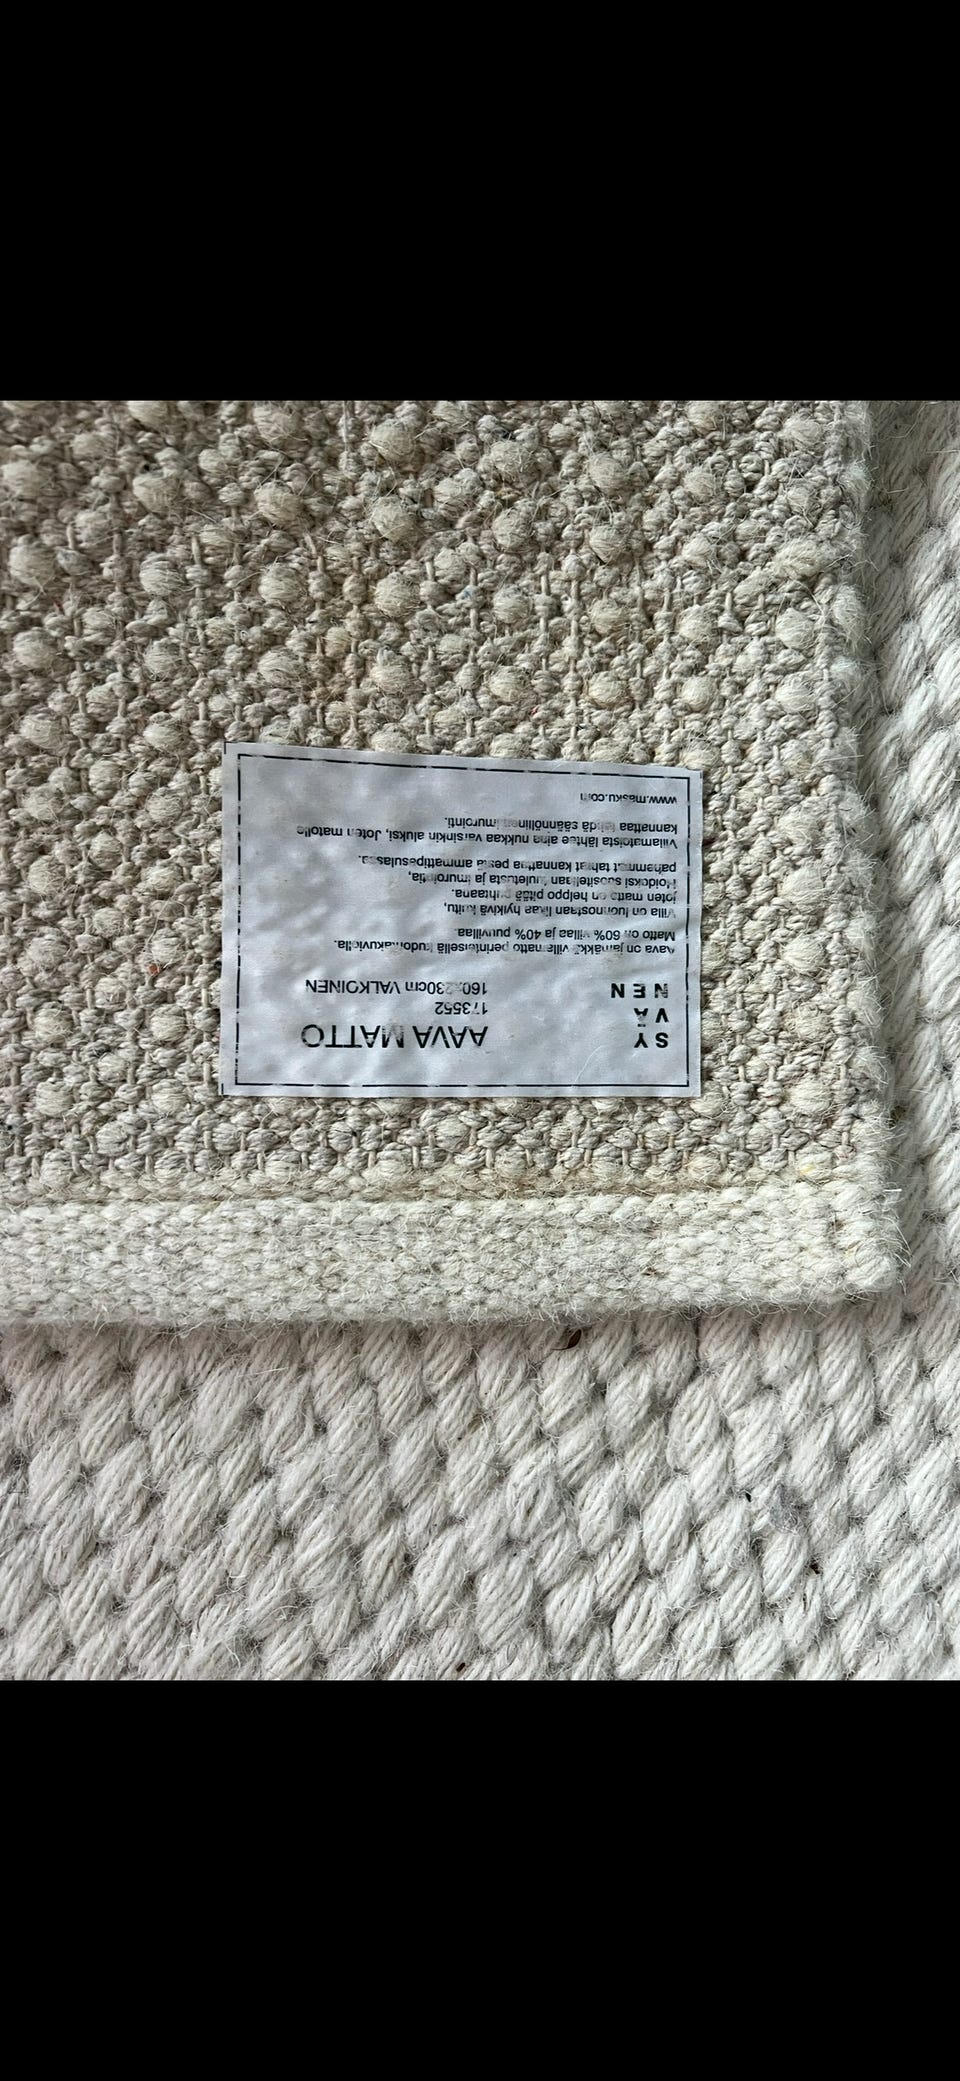 SY
VÄ
NEN
AAVA MATTO
173552
160x230cm VALKOINEN
Aava on jämäkkä villamatto perinteisellä kudontakuviolla.
Matto on 60% villaa ja 40% puuvillaa.
Villa on luonnostaan likaa hylkivä kuitu,
joten matto on helppo pitää puhtaana.
Hoidoksi suositellaan tuuletusta ja imurointia,
pahemmat tahrat kannattaa pestä ammattipesulassa.
Villamatoista lähtee aina nukkaa varsinkin aluksi, Joten matolle
kannattaa tehdä säännöllinen imurointi.
www.masku.com